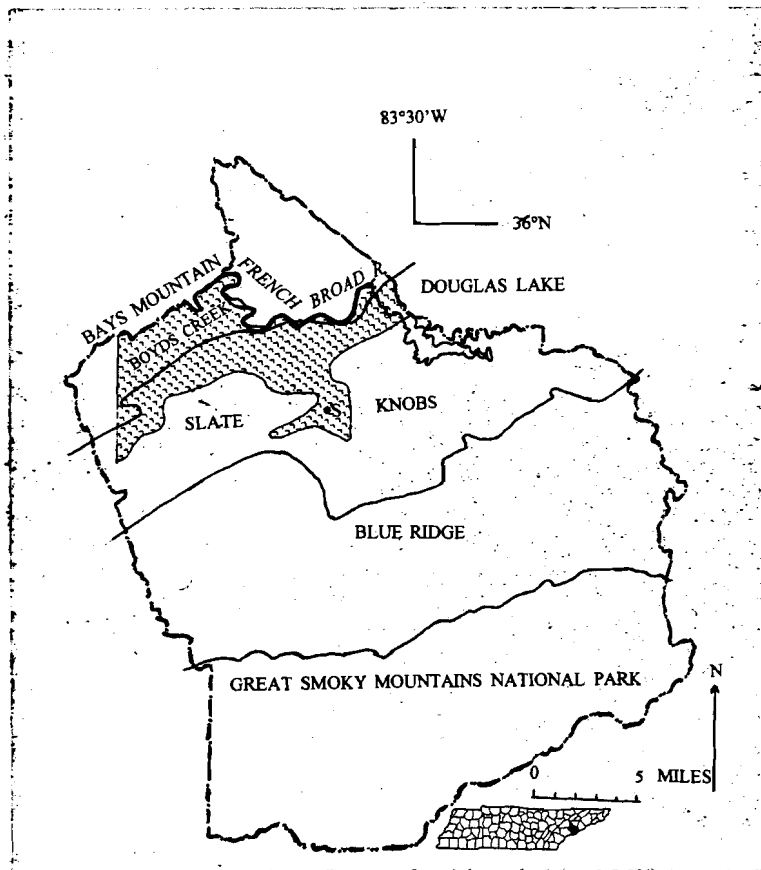 83°30'W
36°N
BAYS MOUNTAIN
FRENCH BROAD R.
DOUGLAS LAKE
BOYDS CREEK
SLATE KNOBS
S
BLUE RIDGE
GREAT SMOKY MOUNTAINS NATIONAL PARK
N
0 5 MILES